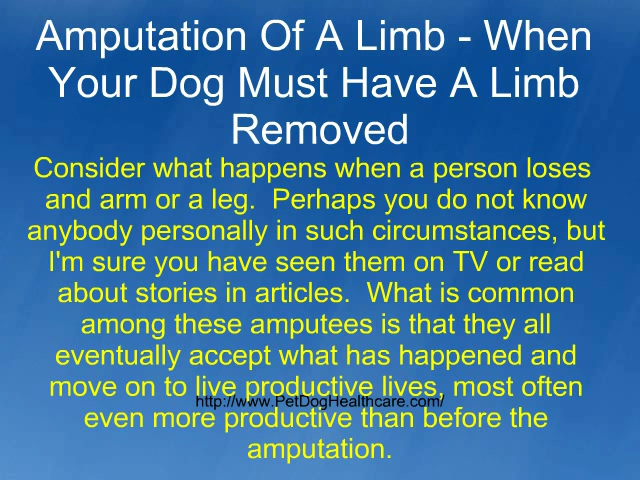 Amputation Of A Limb - When
Your Dog Must Have A Limb
Removed
Consider what happens when a person loses
and arm or a leg.  Perhaps you do not know
anybody personally in such circumstances, but
I'm sure you have seen them on TV or read
about stories in articles.  What is common
among these amputees is that they all
eventually accept what has happened and
move on to live productive lives, most often
http://www.PetDogHealthcare.com/
even more productive than before the
amputation.